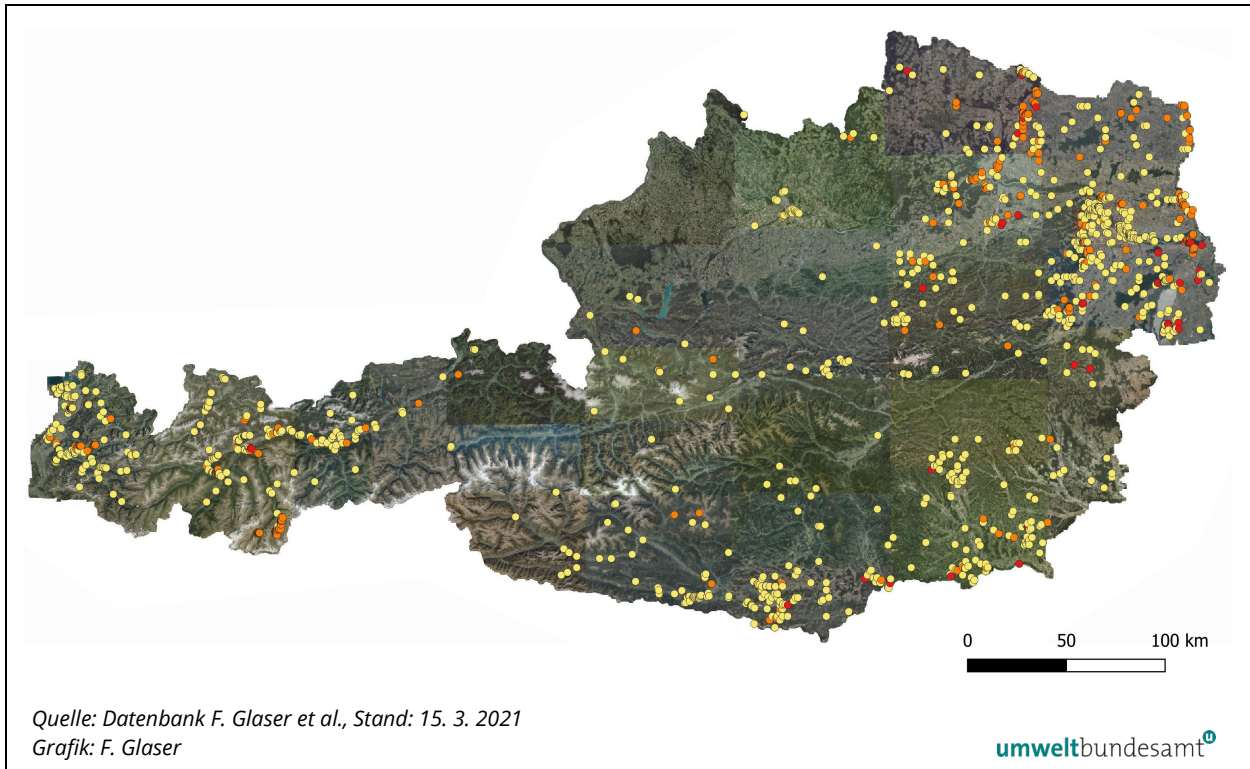 0 50 100 km
Quelle: Datenbank F. Glaser et al., Stand: 15. 3. 2021
Grafik: F. Glaser
umweltbundesamt u